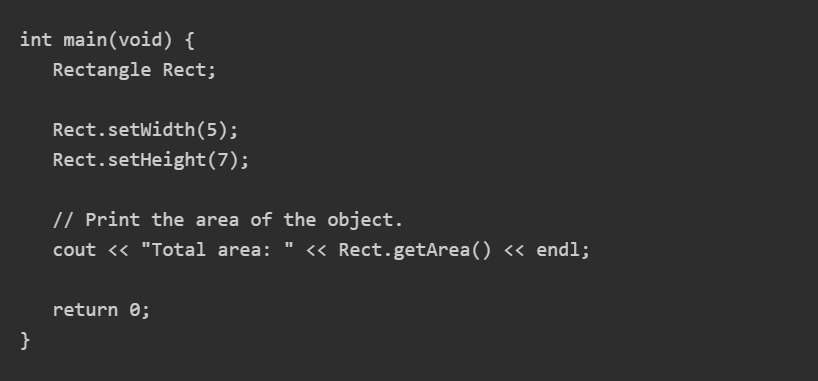 int main(void) {
   Rectangle Rect;

   Rect.setWidth(5);
   Rect.setHeight(7);

   // Print the area of the object.
   cout << "Total area: " << Rect.getArea() << endl;

   return 0;
}